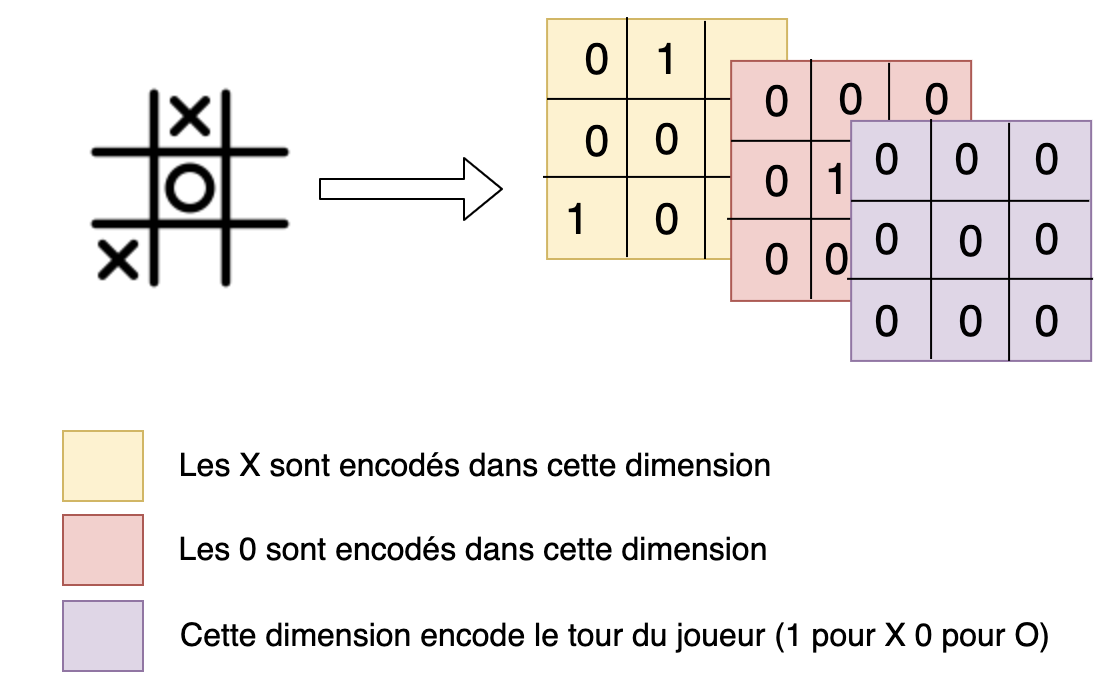 X
O
X
0 1
0 0
1 0
0 0 0
0 1
0 0
0 0 0
0 0 0
0 0 0
Les X sont encodés dans cette dimension
Les 0 sont encodés dans cette dimension
Cette dimension encode le tour du joueur (1 pour X 0 pour O)